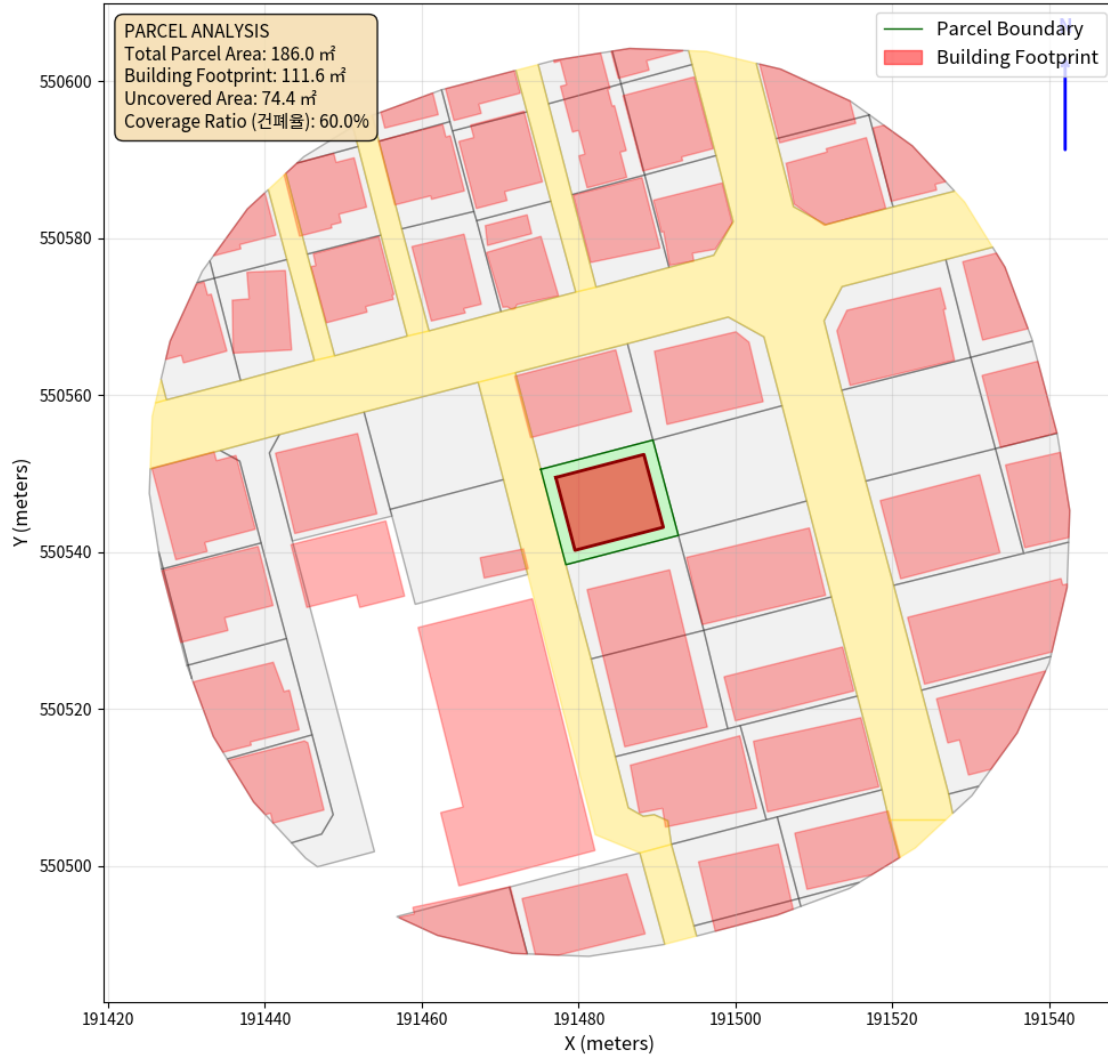 PARCEL ANALYSIS
Total Parcel Area: 186.0 ㎡
Building Footprint: 111.6 ㎡
Uncovered Area: 74.4 ㎡
Coverage Ratio (건폐율): 60.0%
Parcel Boundary
Building Footprint
N
550600
550580
550560
550540
550520
550500
Y (meters)
191420
191440
191460
191480
191500
191520
191540
X (meters)